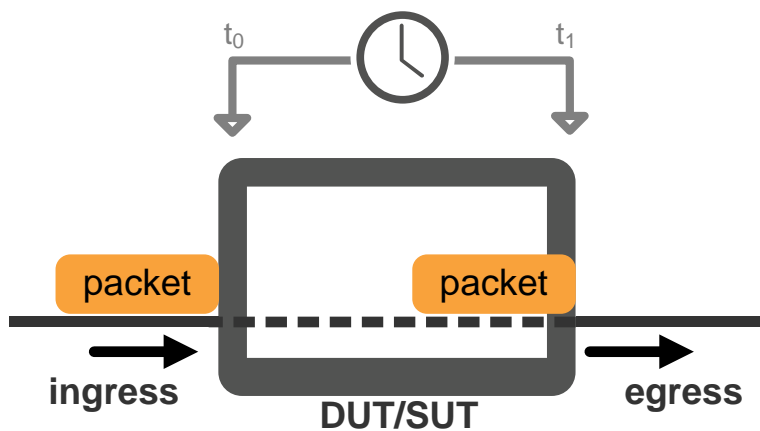 t₀
t₁
packet
packet
ingress
egress
DUT/SUT